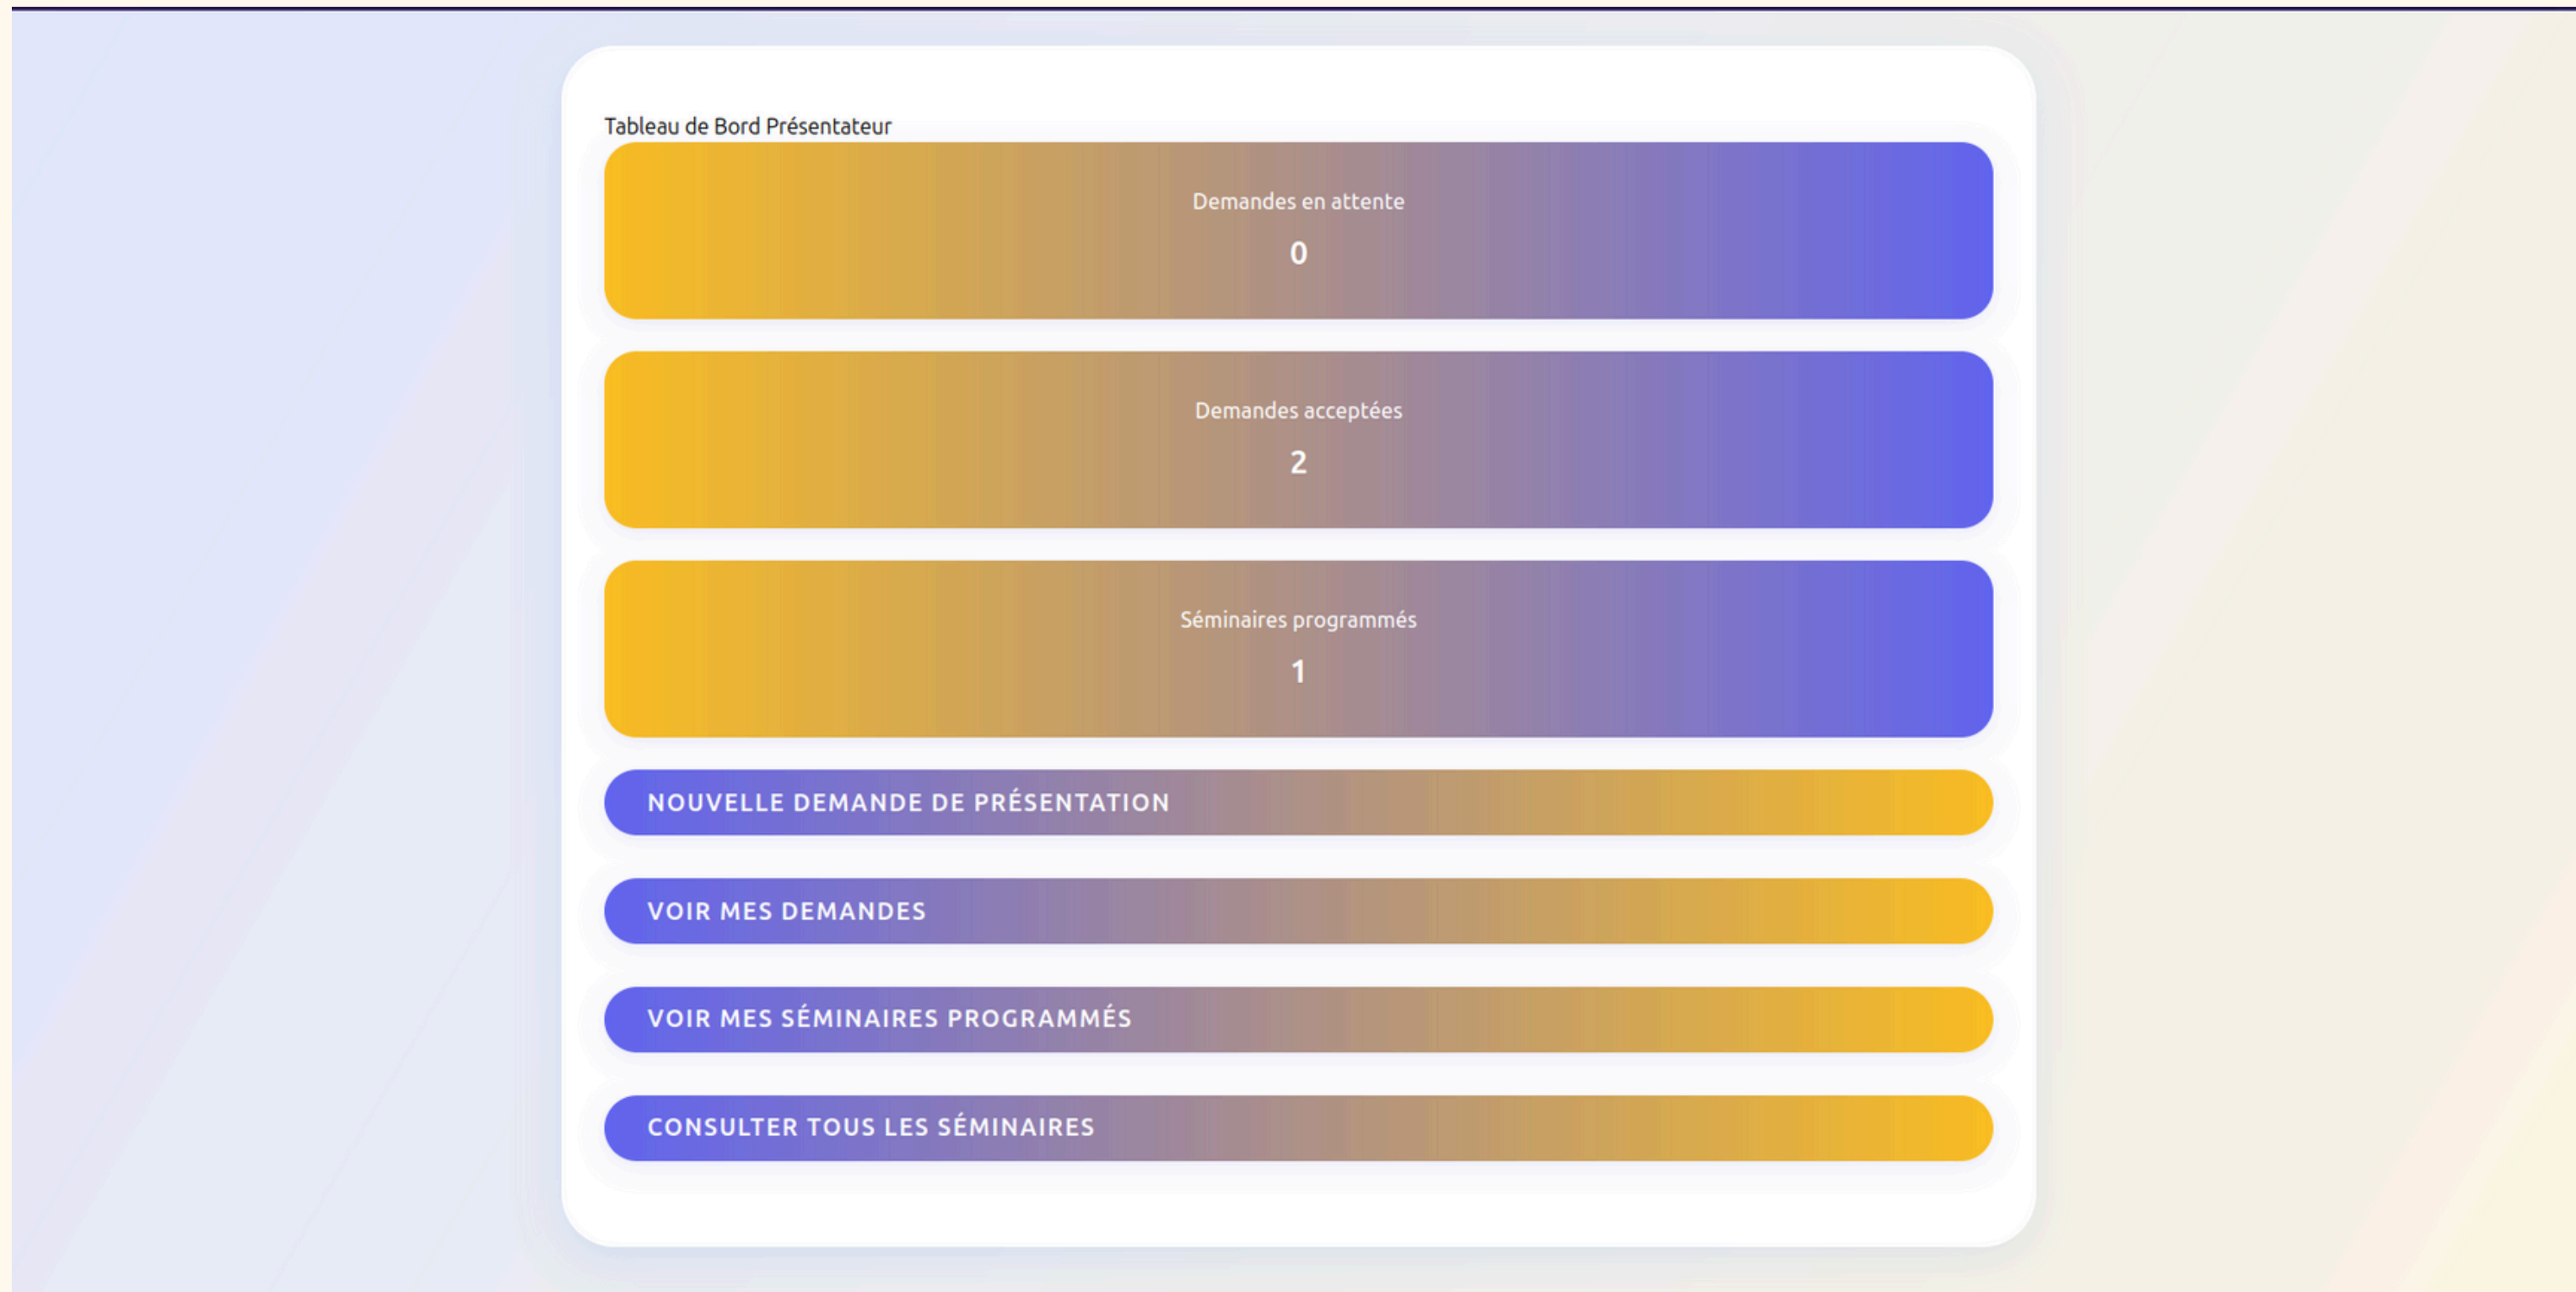 Tableau de Bord Présentateur
Demandes en attente
0
Demandes acceptées
2
Séminaires programmés
1
NOUVELLE DEMANDE DE PRÉSENTATION
VOIR MES DEMANDES
VOIR MES SÉMINAIRES PROGRAMMÉS
CONSULTER TOUS LES SÉMINAIRES